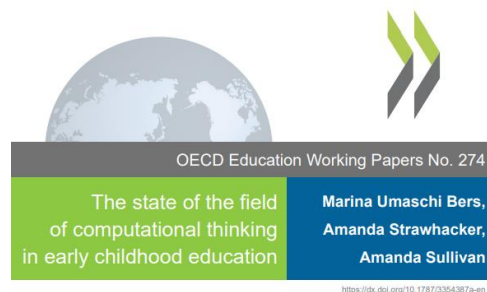 OECD Education Working Papers No. 274
The state of the field
of computational thinking
in early childhood education
Marina Umaschi Bers,
Amanda Strawhacker,
Amanda Sullivan
https://dx.doi.org/10.1787/3354387a-en